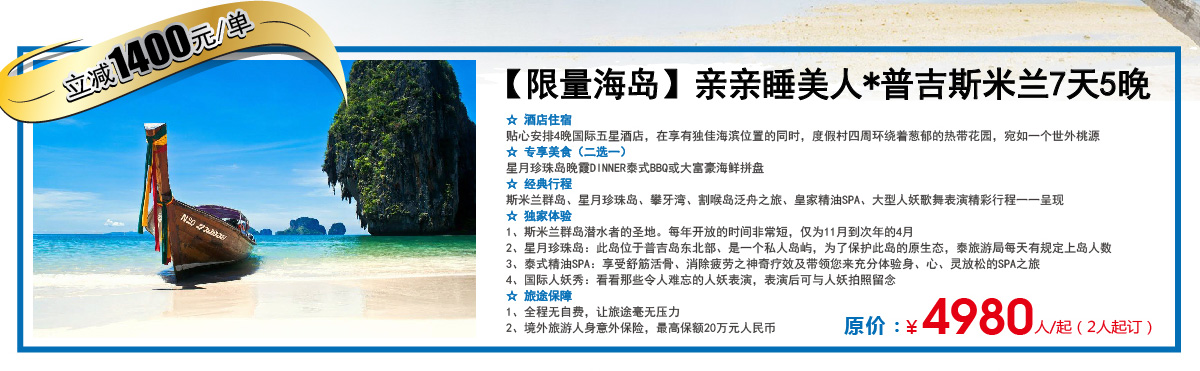 立减1400元/单
【限量海岛】亲亲睡美人*普吉斯米兰7天5晚
☆ 酒店住宿
贴心安排4晚国际五星酒店，在享有独佳海滨位置的同时，度假村四周环绕着葱郁的热带花园，宛如一个世外桃源
☆ 专享美食（二选一）
星月珍珠岛晚霞DINNER泰式BBQ或大富豪海鲜拼盘
☆ 经典行程
斯米兰群岛、星月珍珠岛、攀牙湾、割喉岛泛舟之旅、皇家精油SPA、大型人妖歌舞表演精彩行程一一呈现
☆ 独家体验
1、斯米兰群岛潜水者的圣地。每年开放的时间非常短，仅为11月到次年的4月
2、星月珍珠岛：此岛位于普吉岛东北部、是一个私人岛屿，为了保护此岛的原生态，泰旅游局每天有规定上岛人数
3、泰式精油SPA：享受舒筋活骨、消除疲劳之神奇疗效及带领您来充分体验身、心、灵放松的SPA之旅
4、国际人妖秀：看看那些令人难忘的人妖表演，表演后可与人妖拍照留念
☆ 旅途保障
1、全程无自费，让旅途毫无压力
2、境外旅游人身意外保险，最高保额20万元人民币
原价：¥4980人/起（2人起订）